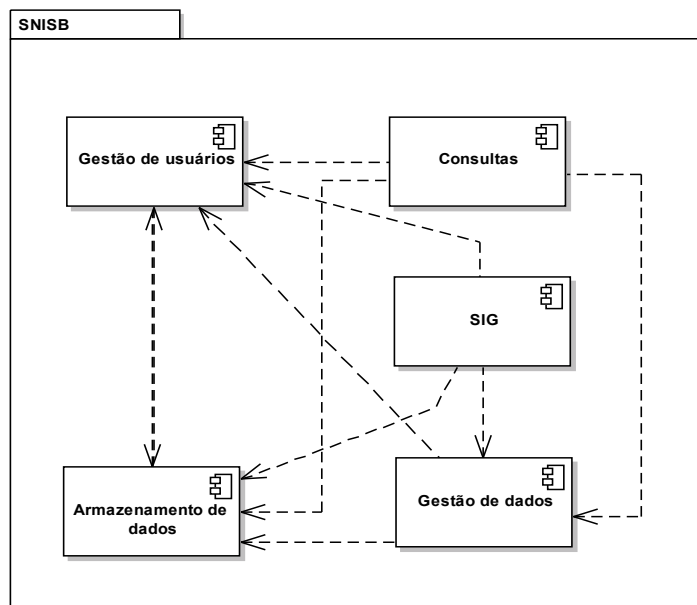 SNISB
Gestão de usuários
Consultas
SIG
Armazenamento de
dados
Gestão de dados